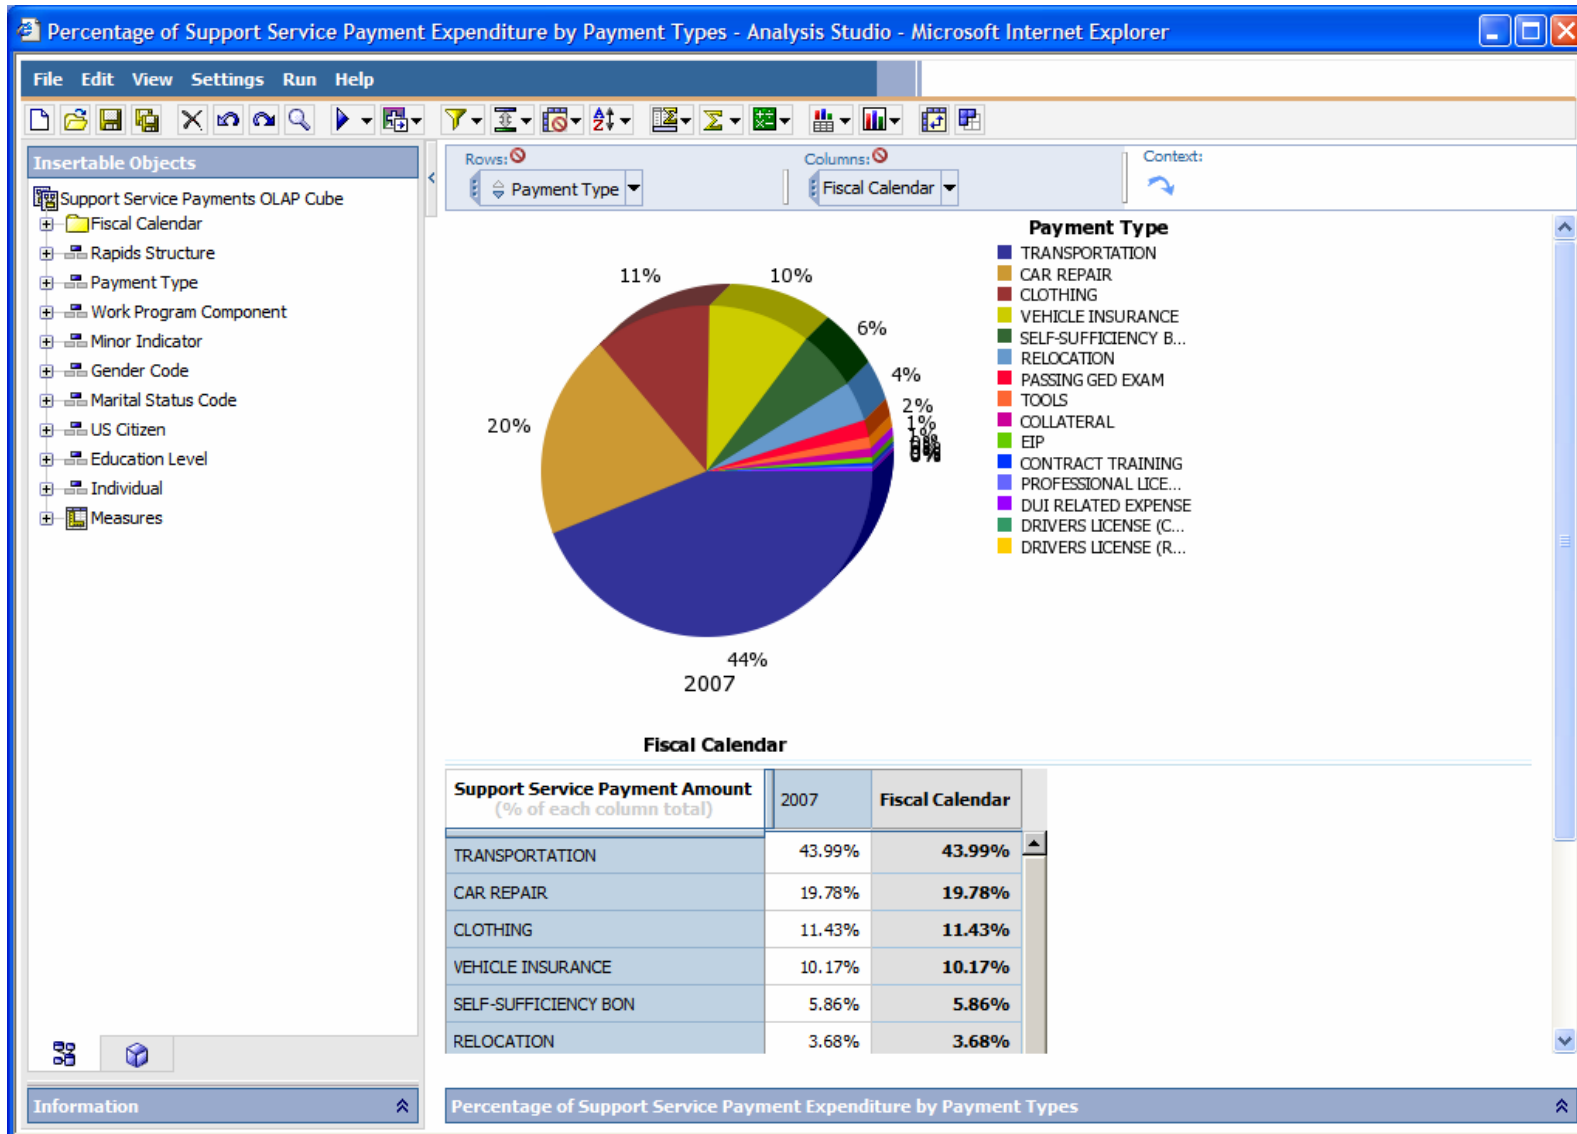 Percentage of Support Service Payment Expenditure by Payment Types - Analysis Studio - Microsoft Internet Explorer
File Edit View Settings Run Help
Insertable Objects
Support Service Payments OLAP Cube
Fiscal Calendar
Rapids Structure
Payment Type
Work Program Component
Minor Indicator
Gender Code
Marital Status Code
US Citizen
Education Level
Individual
Measures
Information
Rows:
Payment Type
Columns:
Fiscal Calendar
Context:
11%
10%
6%
4%
2%
1%
20%
44%
2007
Fiscal Calendar
Payment Type
TRANSPORTATION
CAR REPAIR
CLOTHING
VEHICLE INSURANCE
SELF-SUFFICIENCY B...
RELOCATION
PASSING GED EXAM
TOOLS
COLLATERAL
EIP
CONTRACT TRAINING
PROFESSIONAL LICE...
DUI RELATED EXPENSE
DRIVERS LICENSE (C...
DRIVERS LICENSE (R...
Support Service Payment Amount 2007 Fiscal Calendar
(% of each column total)
TRANSPORTATION 43.99% 43.99%
CAR REPAIR 19.78% 19.78%
CLOTHING 11.43% 11.43%
VEHICLE INSURANCE 10.17% 10.17%
SELF-SUFFICIENCY BON 5.86% 5.86%
RELOCATION 3.68% 3.68%
Percentage of Support Service Payment Expenditure by Payment Types